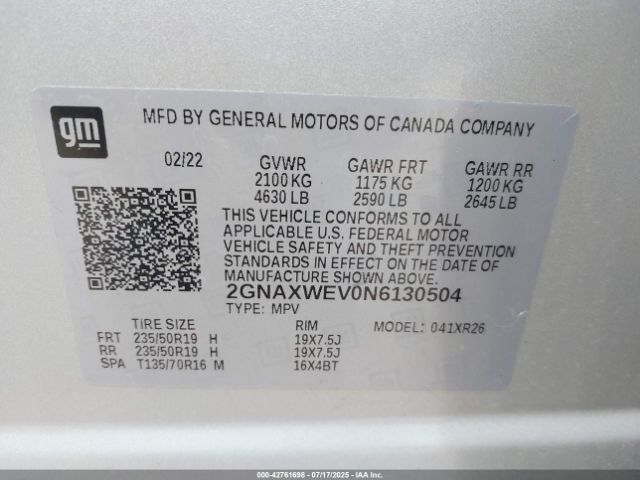 gm
MFD BY GENERAL MOTORS OF CANADA COMPANY
02/22 GVWR GAWR FRT GAWR RR
2100 KG 1175 KG 1200 KG
4630 LB 2590 LB 2645 LB
THIS VEHICLE CONFORMS TO ALL
APPLICABLE U.S. FEDERAL MOTOR
VEHICLE SAFETY AND THEFT PREVENTION
STANDARDS IN EFFECT ON THE DATE OF
MANUFACTURE SHOWN ABOVE.
2GNAXWEV0N6130504
TYPE: MPV
TIRE SIZE RIM MODEL: 041XR26
FRT 235/50R19 H 19X7.5J
RR 235/50R19 H 19X7.5J
SPA T135/70R16 M 16X4BT
000-42761698 - 07/17/2025 - IAAI.COM